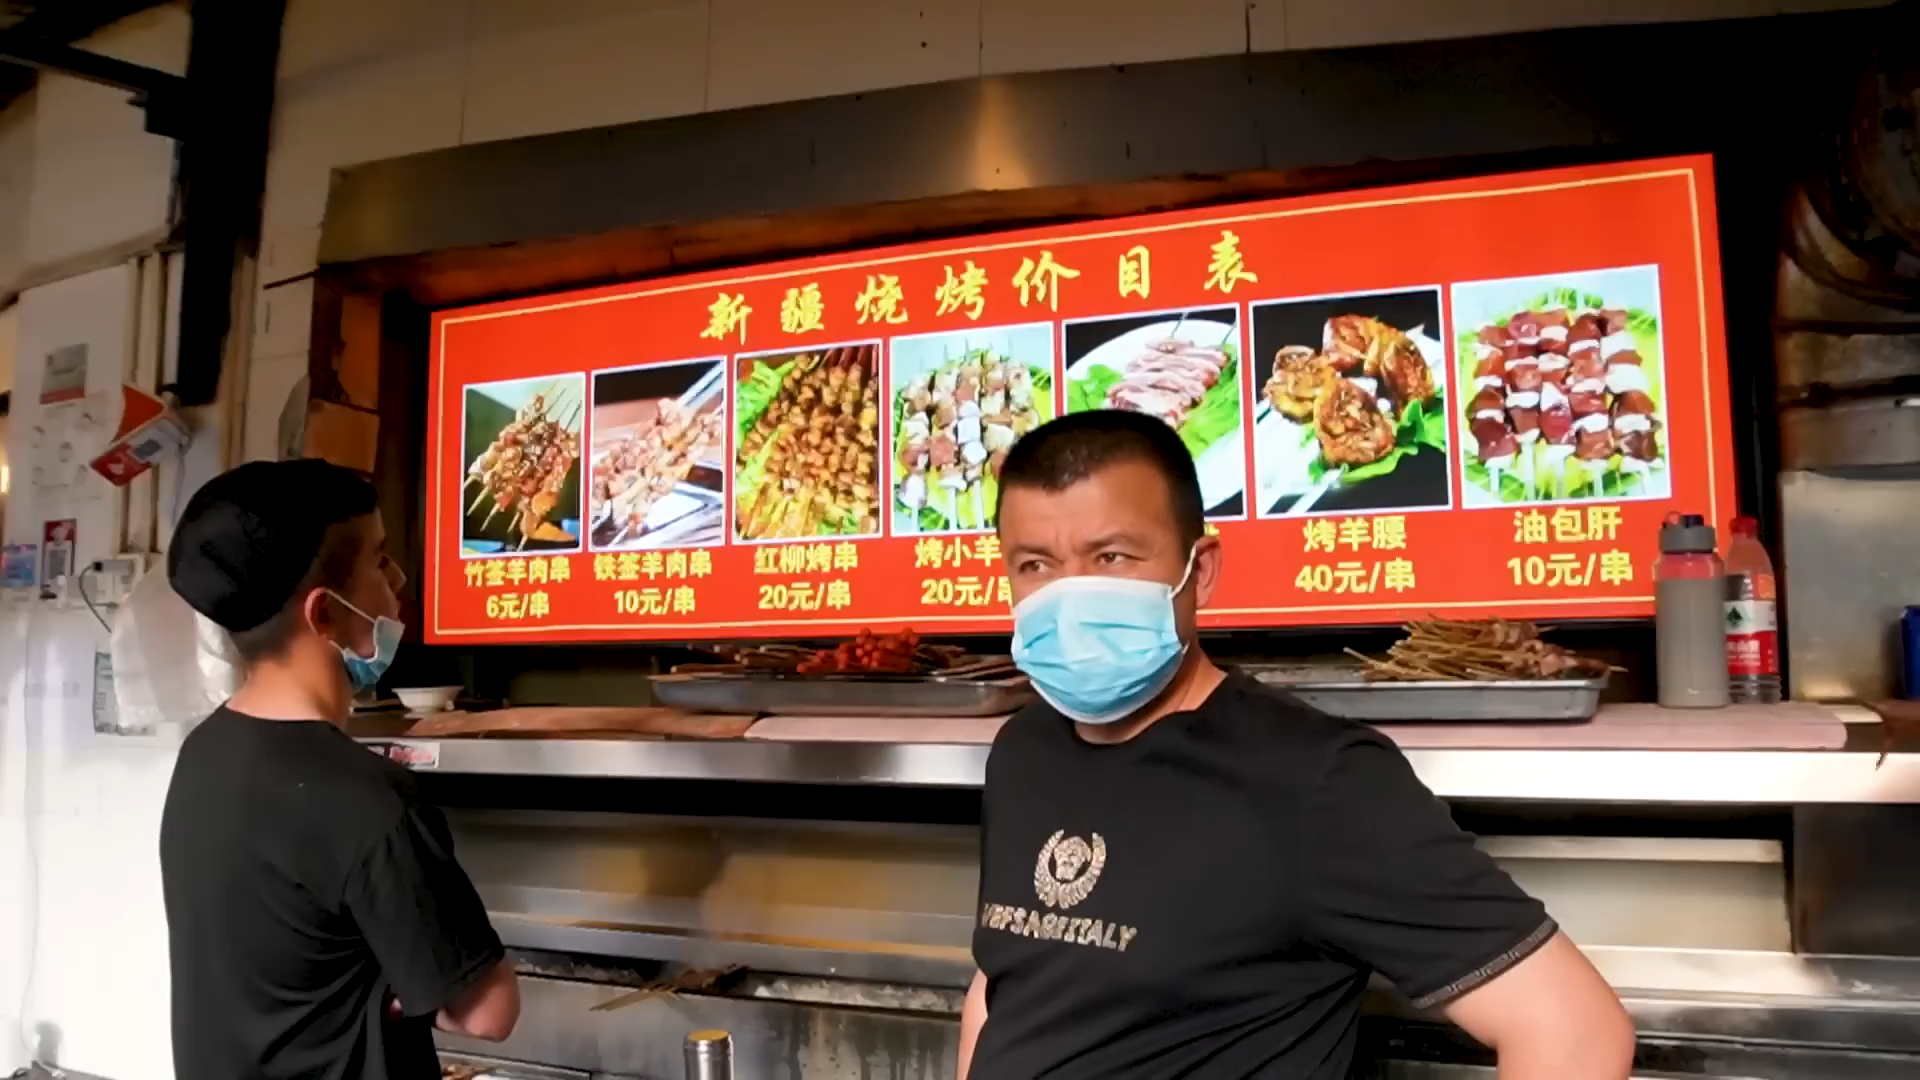 新疆烧烤价目表
竹签羊肉串
6元/串
铁签羊肉串
10元/串
红柳烤串
20元/串
烤小羊
20元/串
烤羊腰
40元/串
油包肝
10元/串